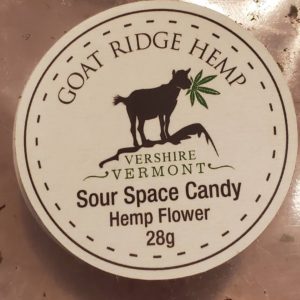 GOAT RIDGE HEMP
VERSHIRE
VERMONT
Sour Space Candy
Hemp Flower
28g